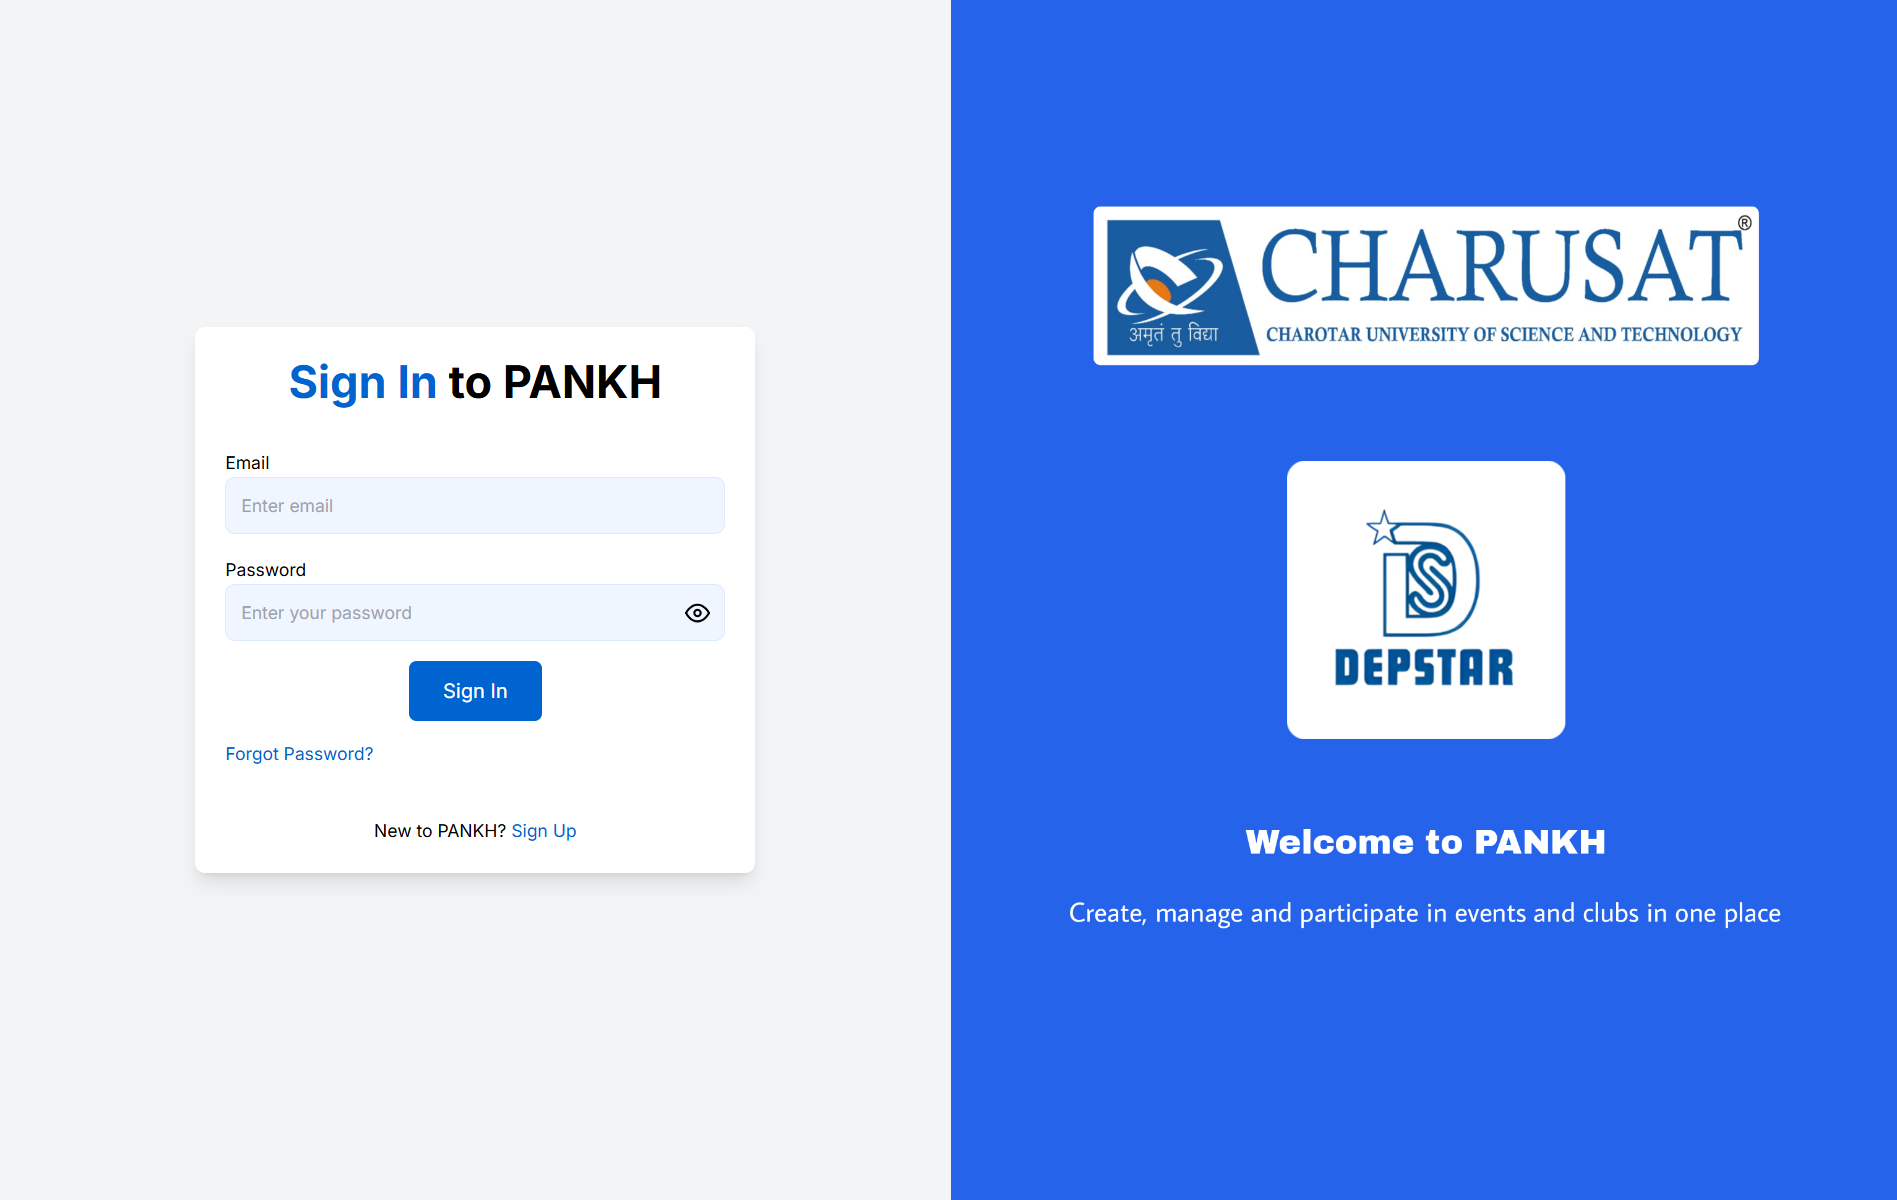 Sign In to PANKH
Email
Enter email
Password
Enter your password
Sign In
Forgot Password?
New to PANKH? Sign Up
CHARUSAT®
अमृतं तु विद्या
CHAROTAR UNIVERSITY OF SCIENCE AND TECHNOLOGY
DS
DEPSTAR
Welcome to PANKH
Create, manage and participate in events and clubs in one place